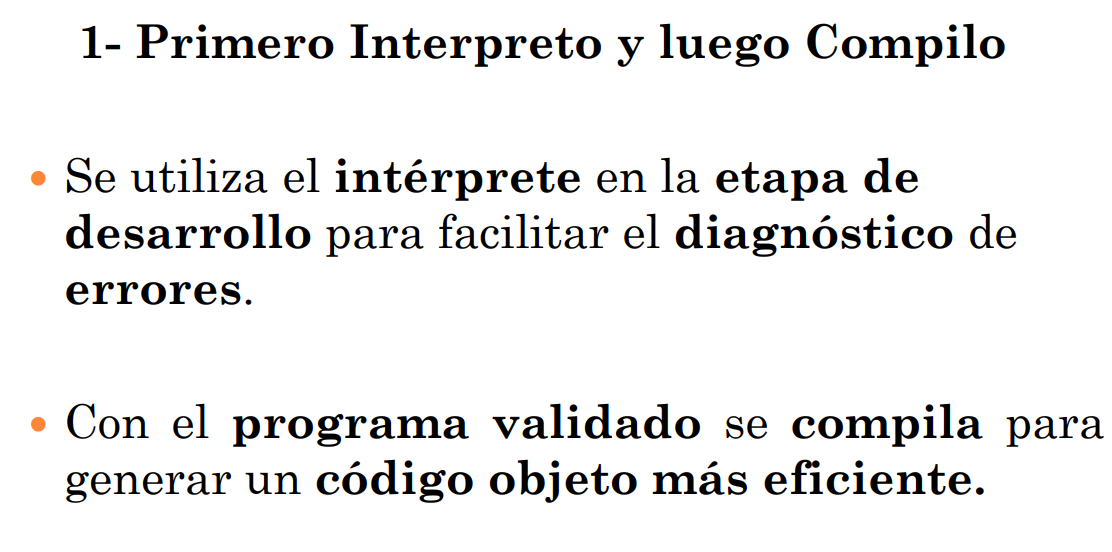 1- Primero Interpreto y luego Compilo
• Se utiliza el intérprete en la etapa de
desarrollo para facilitar el diagnóstico de
errores.
• Con el programa validado se compila para
generar un código objeto más eficiente.